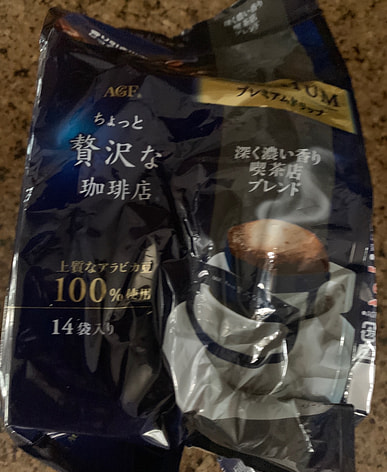 AGF
ちょっと
贅沢な
珈琲店
プレミアムドリップ
深く濃い香り
喫茶店
ブレンド
上質なアラビカ豆
100%使用
14袋入り